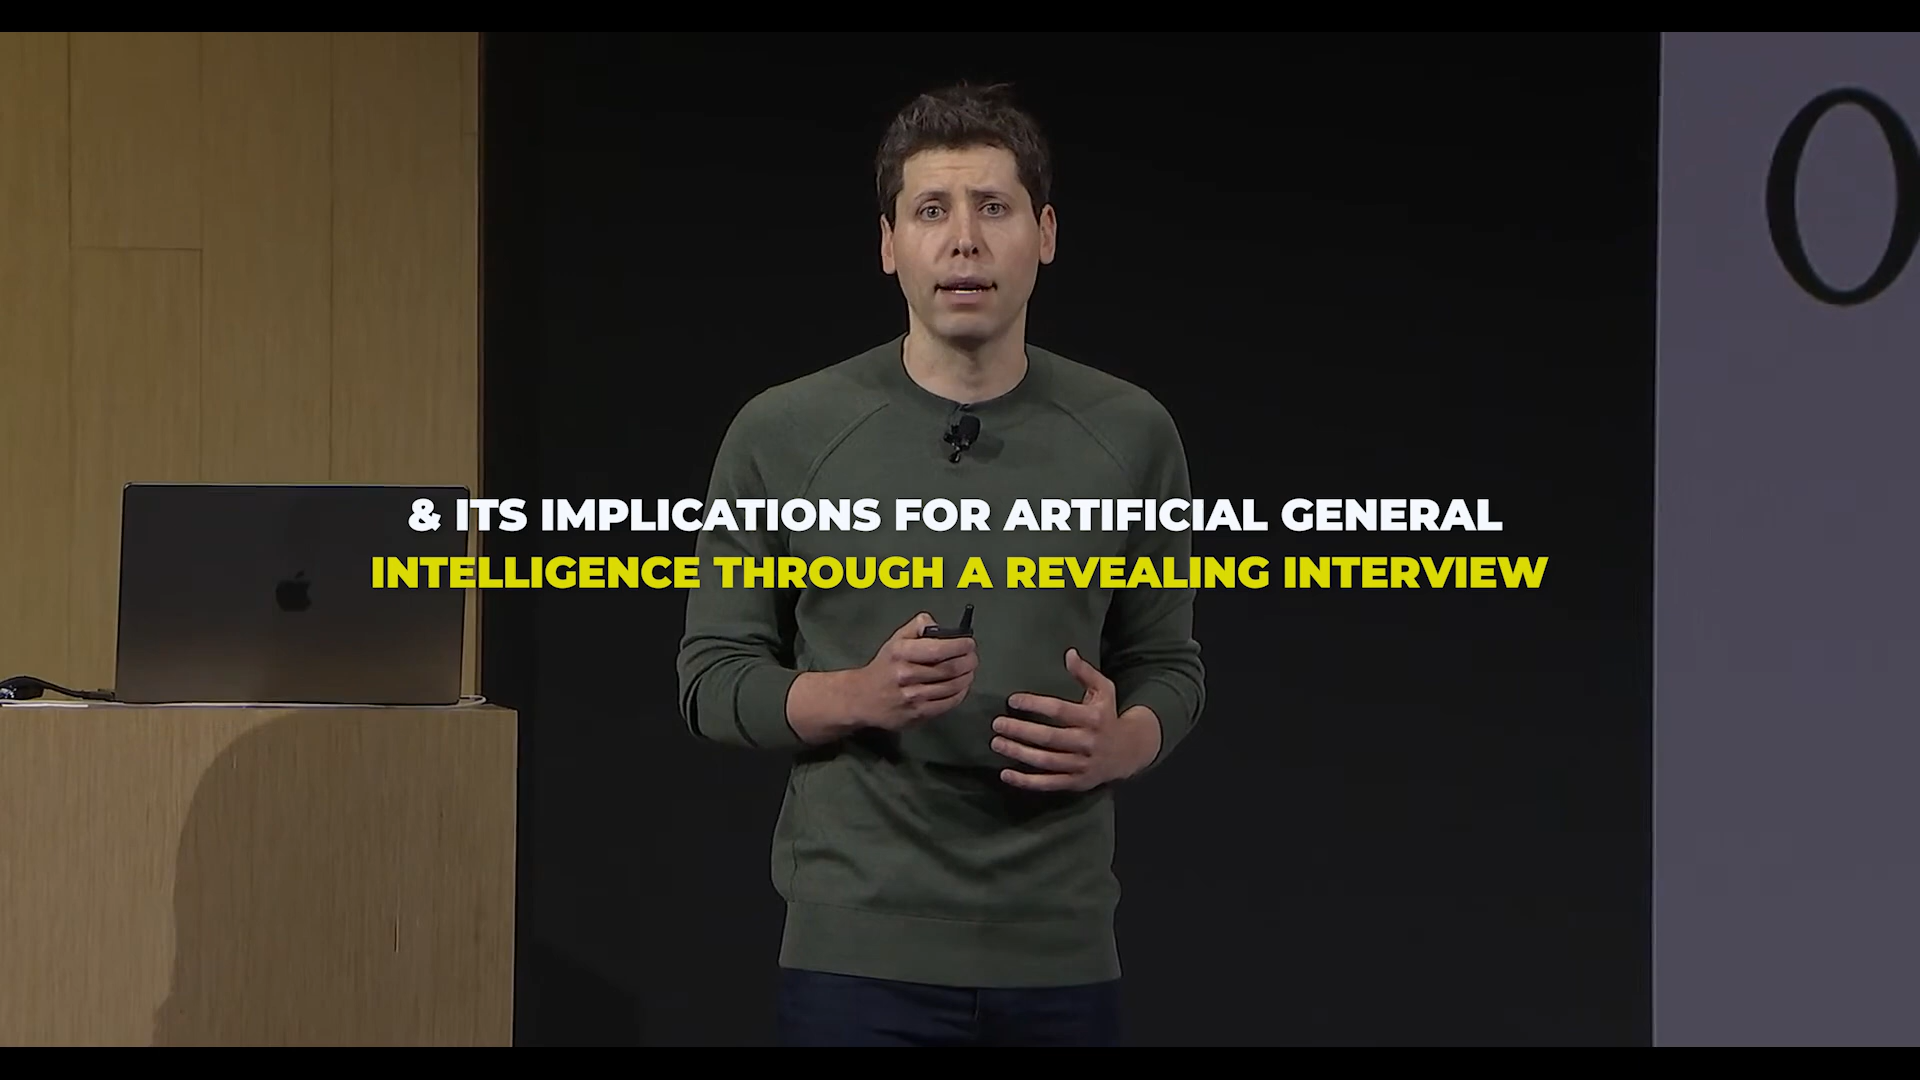 & ITS IMPLICATIONS FOR ARTIFICIAL GENERAL
INTELLIGENCE THROUGH A REVEALING INTERVIEW
O